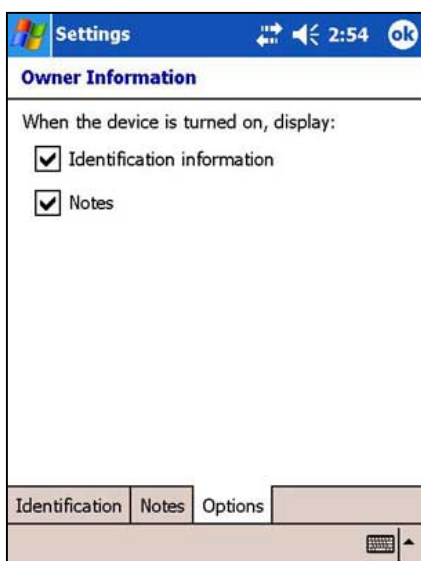 Settings 2:54 ok
Owner Information
When the device is turned on, display:
Identification information
Notes
Identification Notes Options